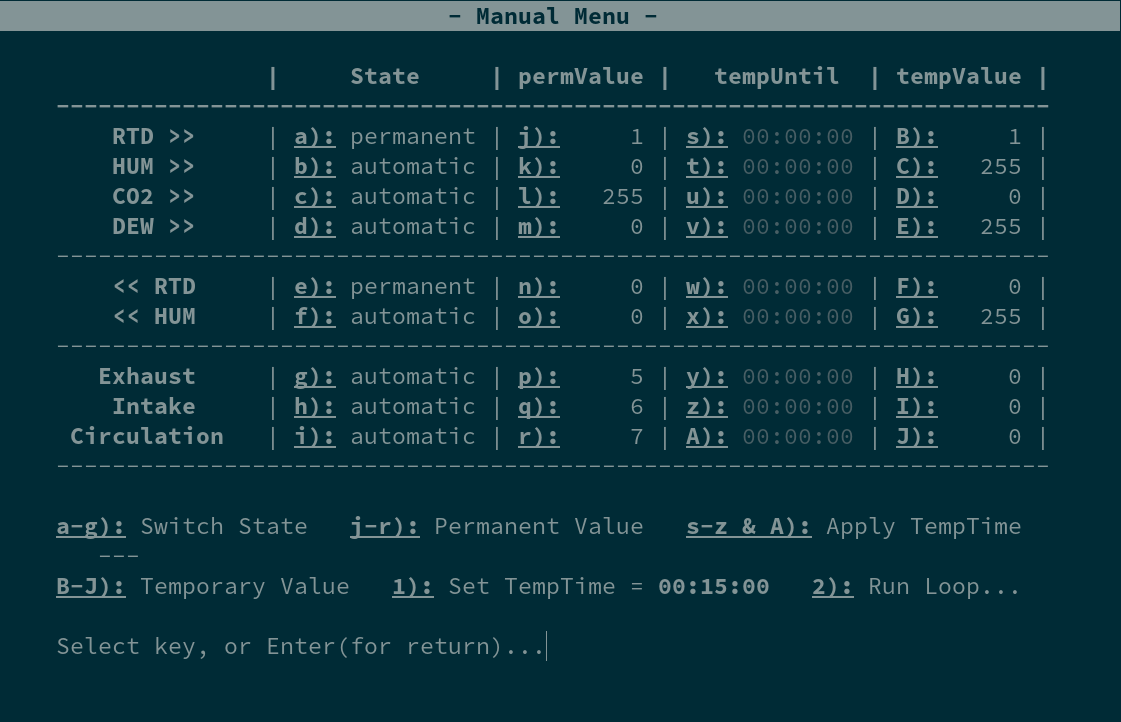 - Manual Menu -
| State | permValue | tempUntil | tempValue |
-----------------------------------------------------------------------
RTD >> | a): permanent | j): 1 | s): 00:00:00 | B): 1 |
HUM >> | b): automatic | k): 0 | t): 00:00:00 | C): 255 |
CO2 >> | c): automatic | l): 255 | u): 00:00:00 | D): 0 |
DEW >> | d): automatic | m): 0 | v): 00:00:00 | E): 255 |
-----------------------------------------------------------------------
<< RTD | e): permanent | n): 0 | w): 00:00:00 | F): 0 |
<< HUM | f): automatic | o): 0 | x): 00:00:00 | G): 255 |
-----------------------------------------------------------------------
Exhaust | g): automatic | p): 5 | y): 00:00:00 | H): 0 |
Intake | h): automatic | q): 6 | z): 00:00:00 | I): 0 |
Circulation | i): automatic | r): 7 | A): 00:00:00 | J): 0 |
-----------------------------------------------------------------------
a-g): Switch State j-r): Permanent Value s-z & A): Apply TempTime
---
B-J): Temporary Value 1): Set TempTime = 00:15:00 2): Run Loop...
Select key, or Enter(for return)...